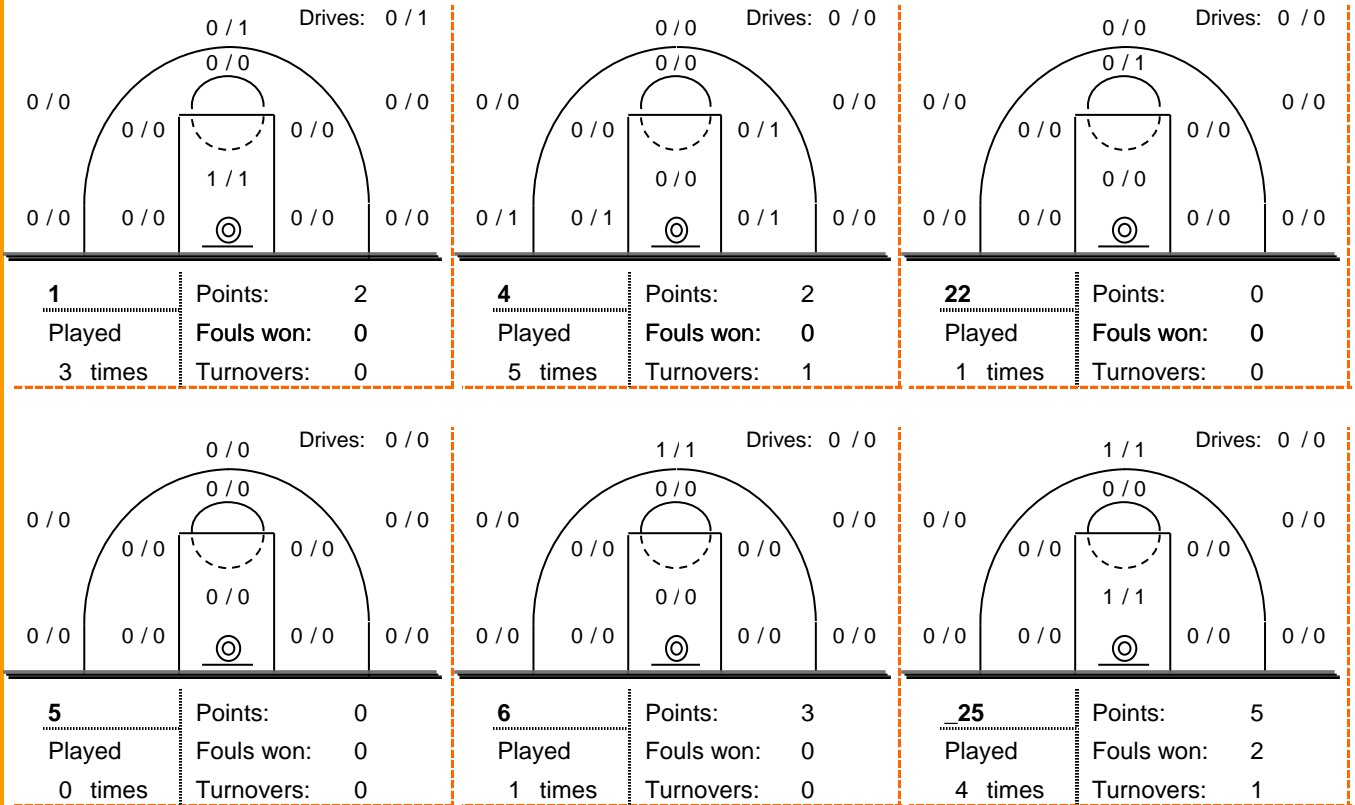 0 / 1 Drives: 0 / 1
0 / 0
0 / 0 0 / 0
0 / 0 0 / 0
1 / 1
0 / 0 0 / 0 0 / 0 0 / 0
1 Points: 2
Played Fouls won: 0
3 times Turnovers: 0
0 / 0 Drives: 0 / 0
0 / 0
0 / 0 0 / 0
0 / 0 0 / 1
0 / 0
0 / 1 0 / 1 0 / 1 0 / 0
4 Points: 2
Played Fouls won: 0
5 times Turnovers: 1
0 / 0 Drives: 0 / 0
0 / 1
0 / 0 0 / 0
0 / 0 0 / 0
0 / 0
0 / 0 0 / 0 0 / 0 0 / 0
22 Points: 0
Played Fouls won: 0
1 times Turnovers: 0
0 / 0 Drives: 0 / 0
0 / 0
0 / 0 0 / 0
0 / 0 0 / 0
0 / 0
0 / 0 0 / 0 0 / 0 0 / 0
5 Points: 0
Played Fouls won: 0
0 times Turnovers: 0
1 / 1 Drives: 0 / 0
0 / 0
0 / 0 0 / 0
0 / 0 0 / 0
0 / 0
0 / 0 0 / 0 0 / 0 0 / 0
6 Points: 3
Played Fouls won: 0
1 times Turnovers: 0
1 / 1 Drives: 0 / 0
0 / 0
0 / 0 0 / 0
0 / 0 0 / 0
1 / 1
0 / 0 0 / 0 0 / 0 0 / 0
_25 Points: 5
Played Fouls won: 2
4 times Turnovers: 1